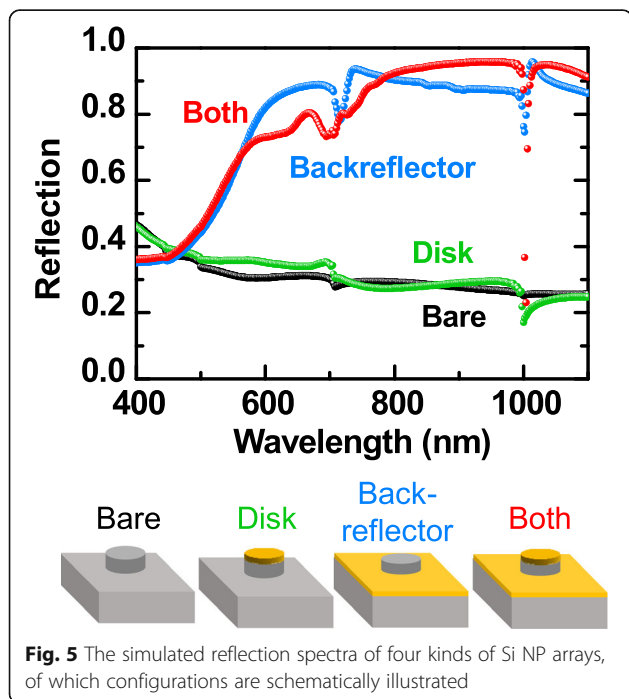 1.0
0.8
0.6
0.4
0.2
0.0
Reflection
Both
Backreflector
Disk
Bare
400 600 800 1000
Wavelength (nm)
Bare Disk Back-reflector Both
Fig. 5 The simulated reflection spectra of four kinds of Si NP arrays,
of which configurations are schematically illustrated